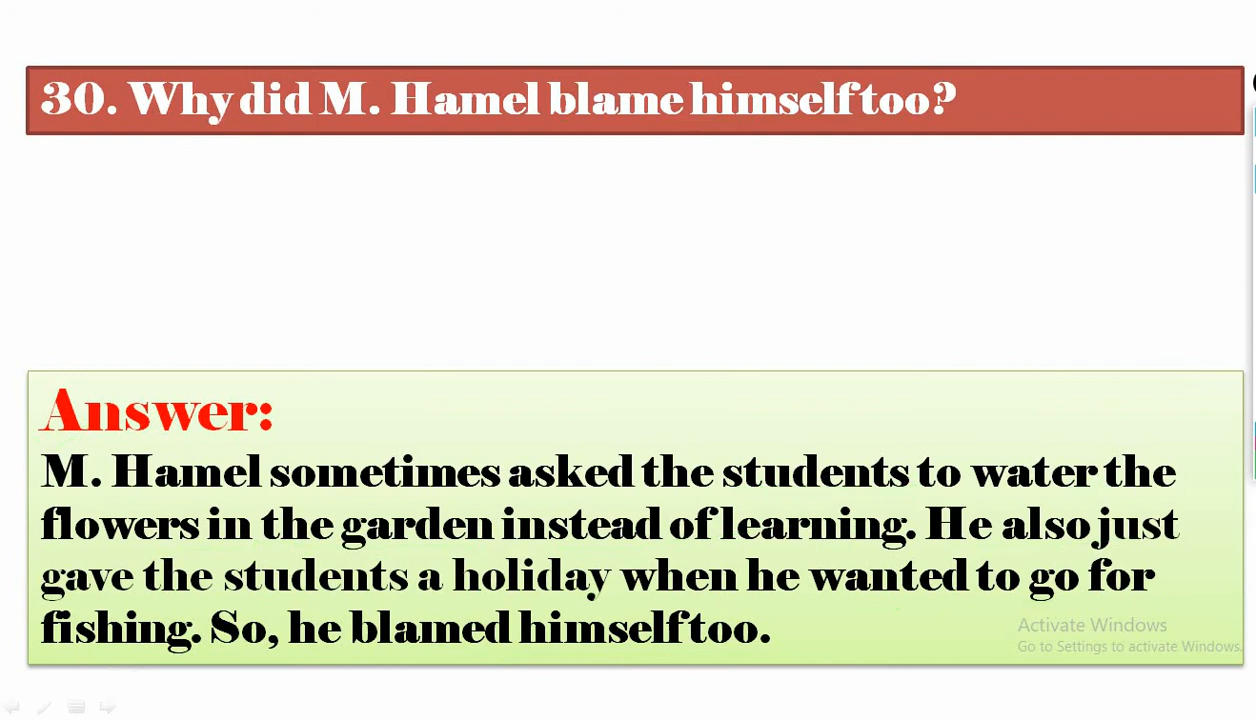 30. Why did M. Hamel blame himself too?
Answer:
M. Hamel sometimes asked the students to water the
flowers in the garden instead of learning. He also just
gave the students a holiday when he wanted to go for
fishing. So, he blamed himself too.
Activate Windows
Go to Settings to activate Windows.